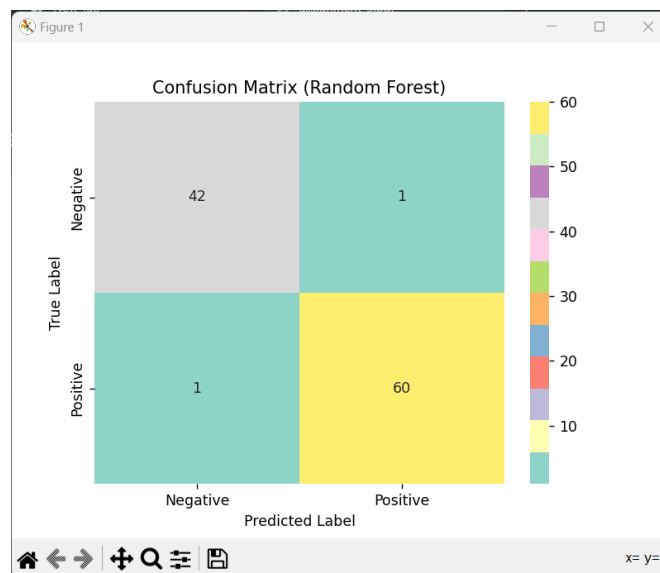 Figure 1
Confusion Matrix (Random Forest)
60
50
40
30
20
10
Negative
Positive
True Label
42
1
1
60
Negative
Positive
Predicted Label
x= y=